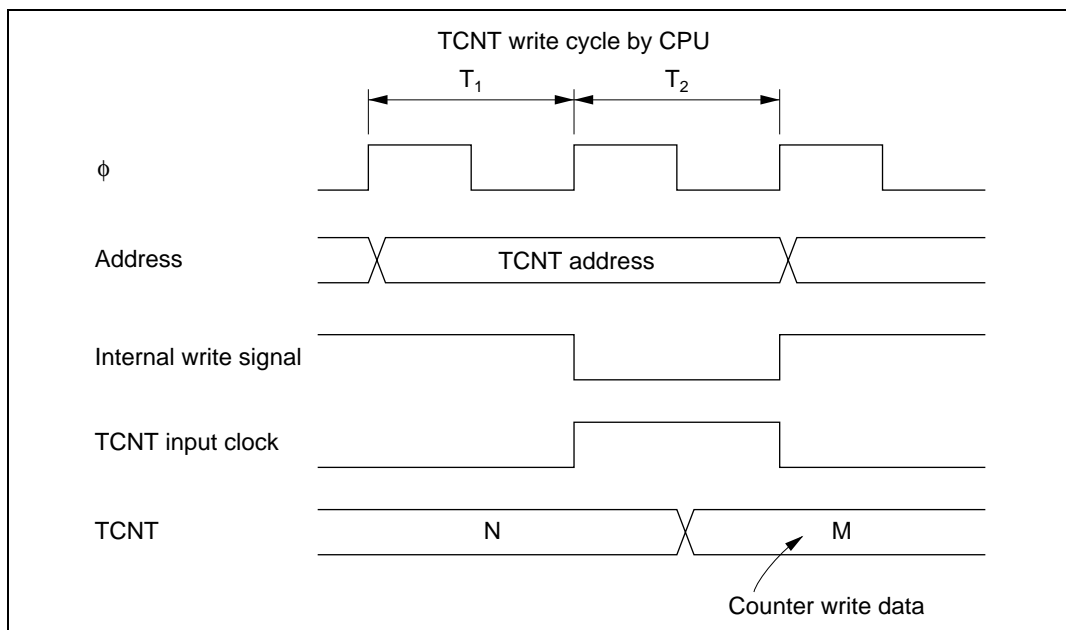 TCNT write cycle by CPU
T₁ T₂
ϕ
Address
TCNT address
Internal write signal
TCNT input clock
TCNT
N
M
Counter write data